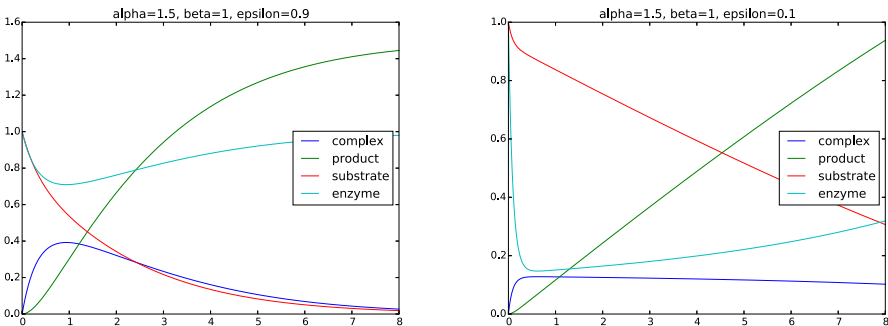 alpha=1.5, beta=1, epsilon=0.9
1.6
1.4
1.2
1.0
0.8
0.6
0.4
0.2
0.0
complex
product
substrate
enzyme
0 1 2 3 4 5 6 7 8
alpha=1.5, beta=1, epsilon=0.1
1.0
0.8
0.6
0.4
0.2
0.0
complex
product
substrate
enzyme
0 1 2 3 4 5 6 7 8